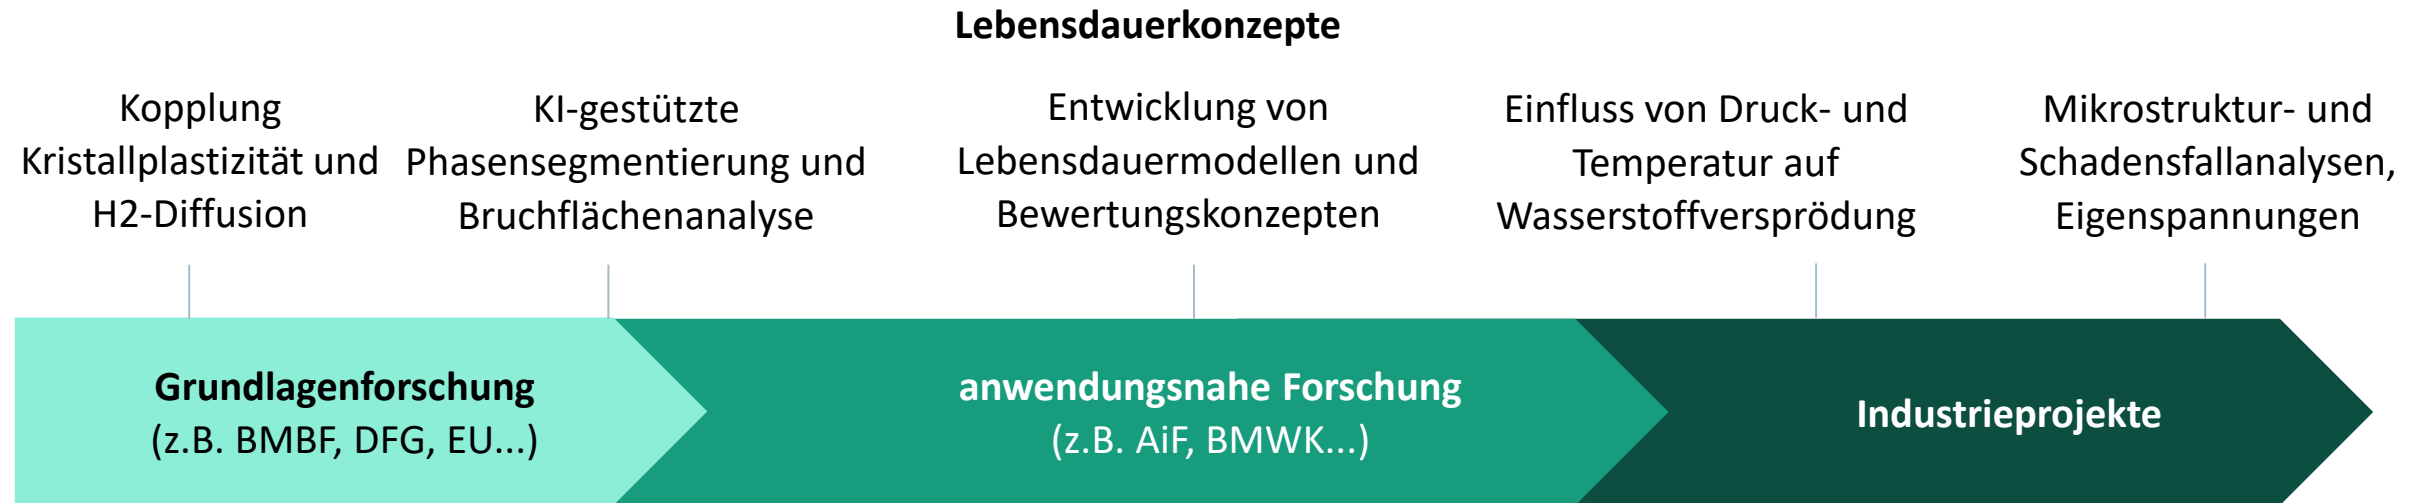 Lebensdauerkonzepte
Kopplung
Kristallplastizität und
H2-Diffusion
KI-gestützte
Phasensegmentierung und
Bruchflächenanalyse
Entwicklung von
Lebensdauermodellen und
Bewertungskonzepten
Einfluss von Druck- und
Temperatur auf
Wasserstoffversprödung
Mikrostruktur- und
Schadensfallanalysen,
Eigenspannungen
Grundlagenforschung
(z.B. BMBF, DFG, EU...)
anwendungsnahe Forschung
(z.B. AiF, BMWK...)
Industrieprojekte